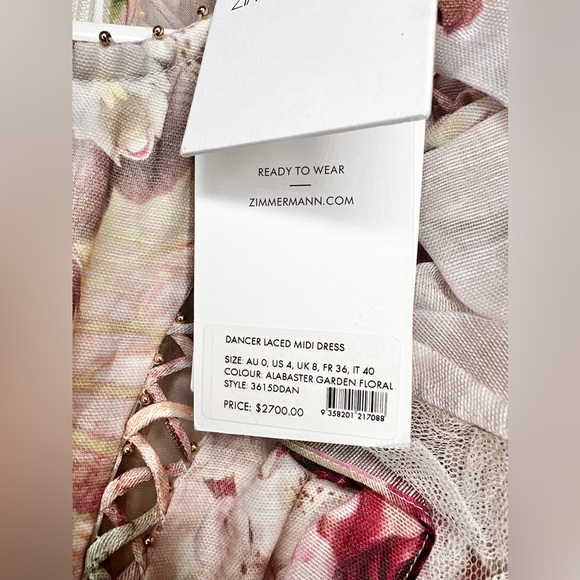 READY TO WEAR
ZIMMERMANN.COM
DANCER LACED MIDI DRESS
SIZE: AU 0, US 4, UK 8, FR 36, IT 40
COLOUR: ALABASTER GARDEN FLORAL
STYLE: 3615DDAN
PRICE: $2700.00
9 358201 217088